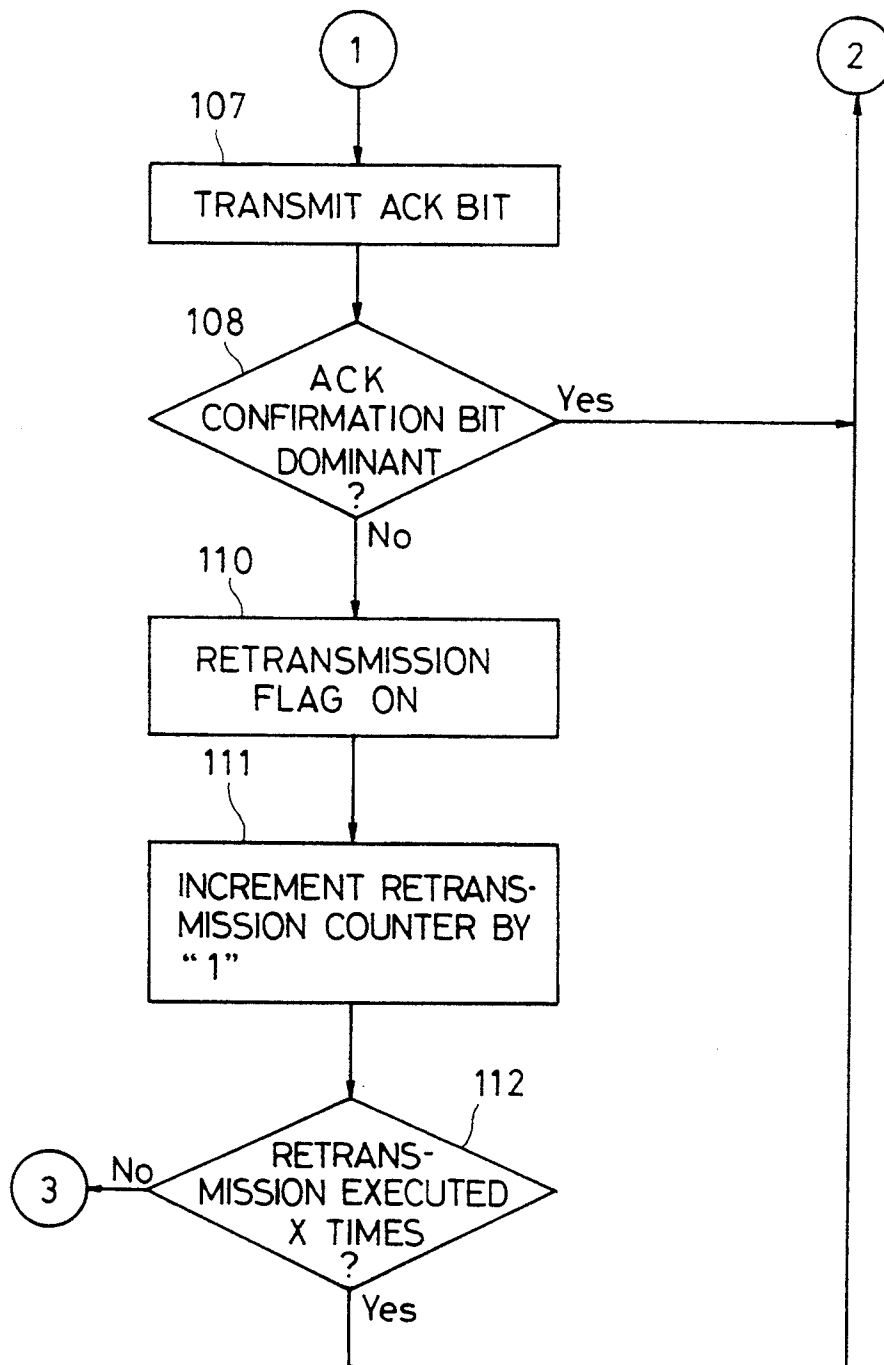 1
2
107
TRANSMIT ACK BIT
108
ACK
CONFIRMATION BIT
DOMINANT
?
Yes
No
110
RETRANSMISSION
FLAG ON
111
INCREMENT RETRANS-
MISSION COUNTER BY
“1”
112
RETRANS-
MISSION EXECUTED
X TIMES
?
No
3
Yes